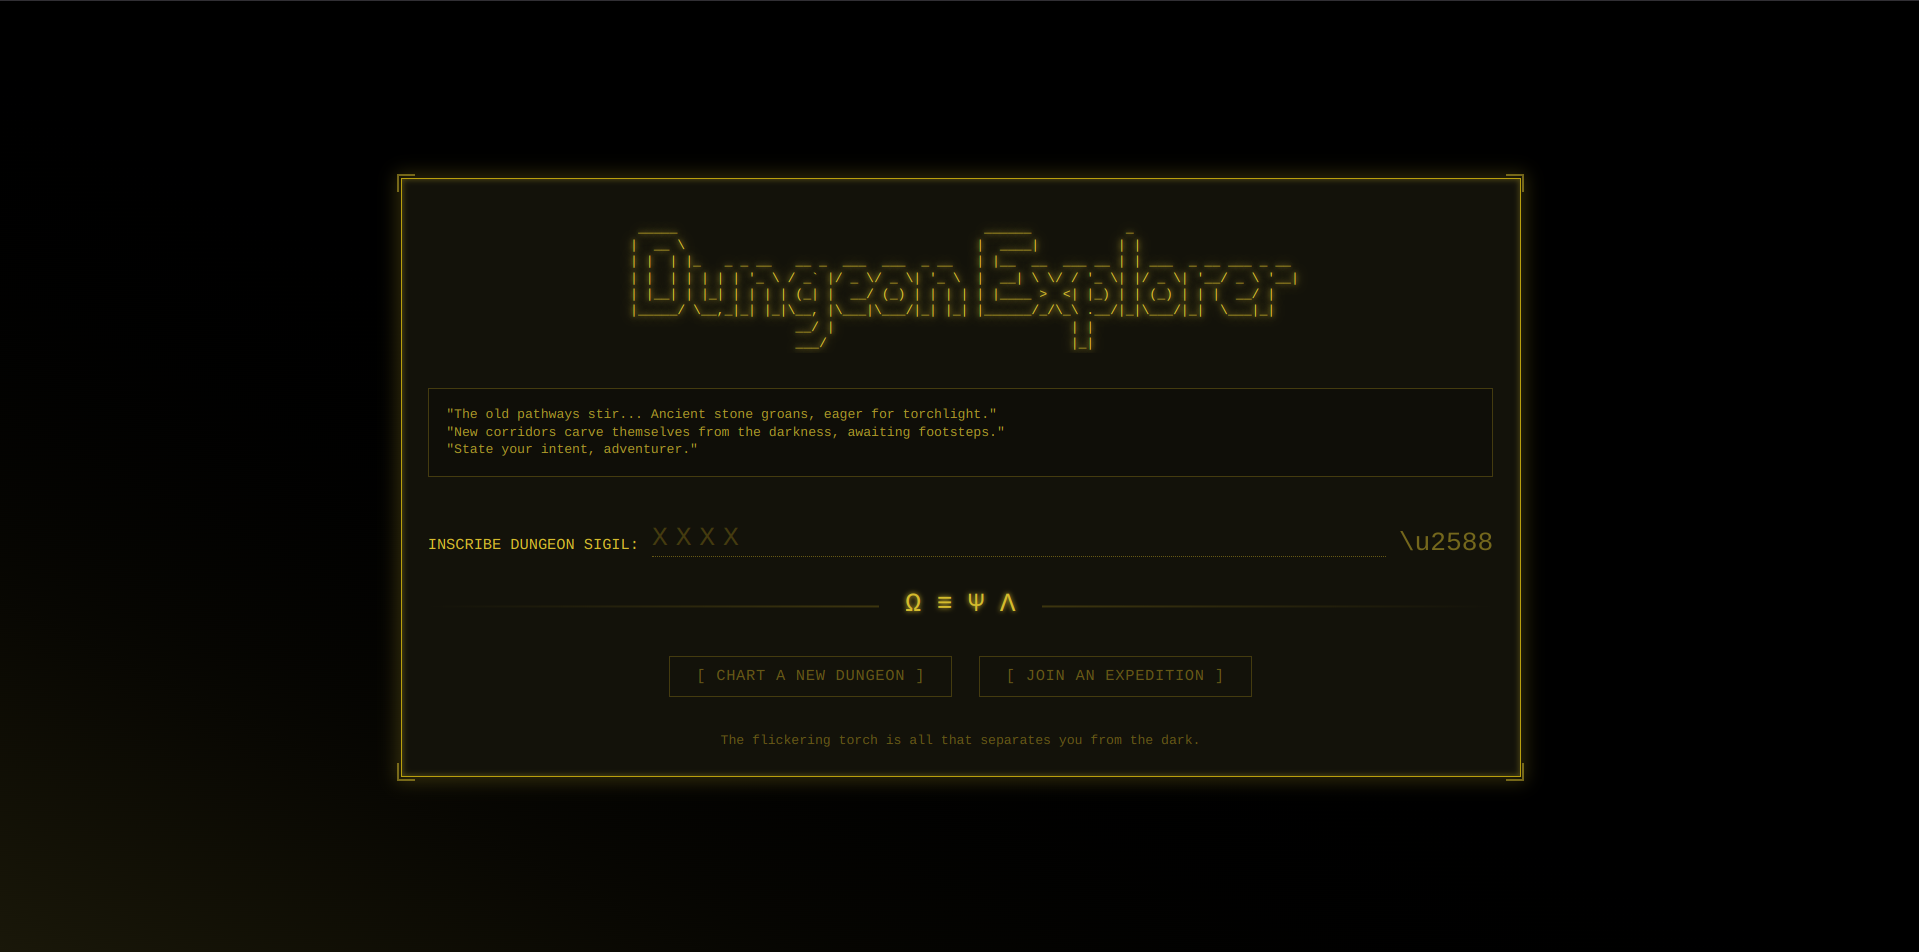 Dungeon Explorer
"The old pathways stir... Ancient stone groans, eager for torchlight."
"New corridors carve themselves from the darkness, awaiting footsteps."
"State your intent, adventurer."
INSCRIBE DUNGEON SIGIL: XXXX \u2588
Ω ≡ Ψ Λ
[ CHART A NEW DUNGEON ] [ JOIN AN EXPEDITION ]
The flickering torch is all that separates you from the dark.